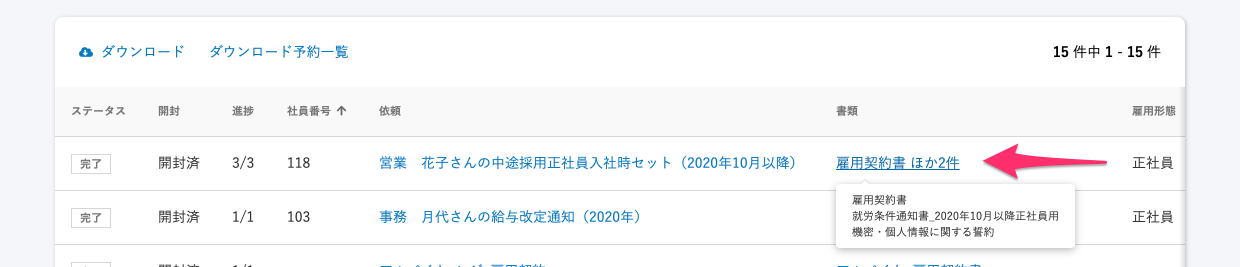 ダウンロード ダウンロード予約一覧 15 件中 1 - 15 件
ステータス 開封 進捗 社員番号 ↑ 依頼 書類 雇用形態
完了 開封済 3/3 118 営業　花子さんの中途採用正社員入社時セット（2020年10月以降） 雇用契約書 ほか2件 正社員
雇用契約書
就労条件通知書_2020年10月以降正社員用
機密・個人情報に関する誓約
完了 開封済 1/1 103 事務　月代さんの給与改定通知（2020年） 正社員